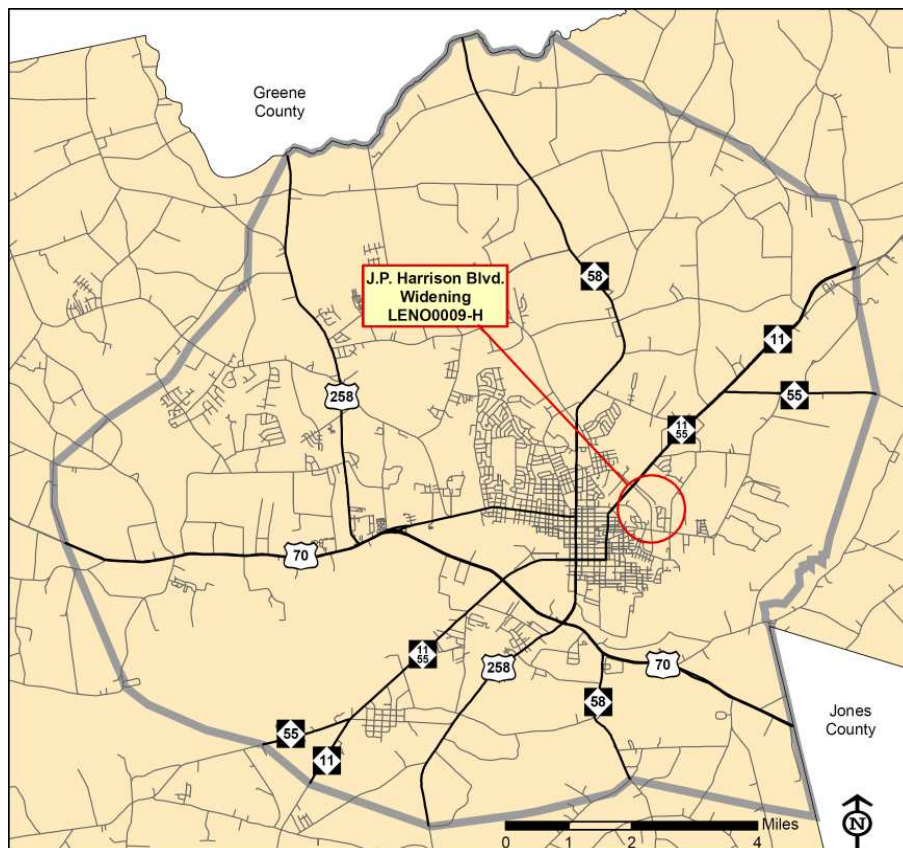 Greene
County
58
J.P. Harrison Blvd.
Widening
LENO0009-H
11
258
55
11
55
70
11
55
258
70
58
Jones
County
55
11
N
0 1 2 4 Miles